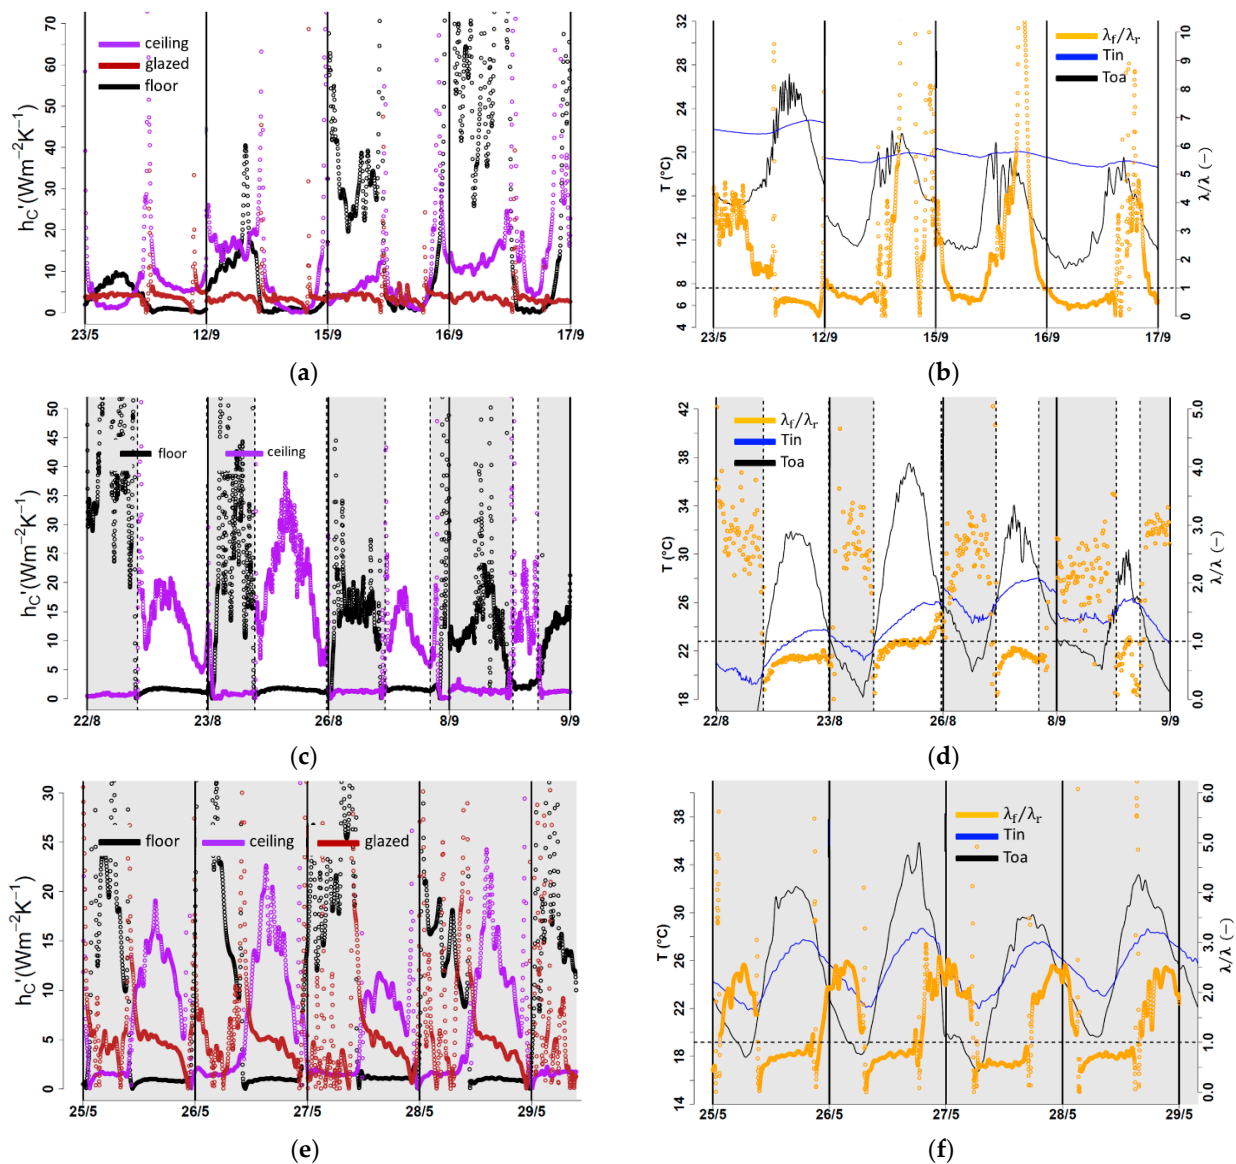 70
60
50
40
30
20
10
0
h_C'(Wm⁻²K⁻¹)
ceiling
glazed
floor
23/5 12/9 15/9 16/9 17/9
(a)
32
28
24
20
16
12
8
6
4
T (°C)
λf/λr
Tin
Toa
10
9
8
7
6
5
4
3
2
1
0
λ/λ (−)
23/5 12/9 15/9 16/9 17/9
(b)
50
45
40
35
30
25
20
15
10
5
0
h_C'(Wm⁻²K⁻¹)
floor ceiling
22/8 23/8 26/8 8/9 9/9
(c)
42
38
34
30
26
22
18
T (°C)
λf/λr
Tin
Toa
5.0
4.0
3.0
2.0
1.0
0.0
λ/λ (−)
22/8 23/8 26/8 8/9 9/9
(d)
30
25
20
15
10
5
0
h_C'(Wm⁻²K⁻¹)
floor ceiling glazed
25/5 26/5 27/5 28/5 29/5
(e)
38
34
30
26
22
18
14
T (°C)
λf/λr
Tin
Toa
6.0
5.0
4.0
3.0
2.0
1.0
0.0
λ/λ (−)
25/5 26/5 27/5 28/5 29/5
(f)